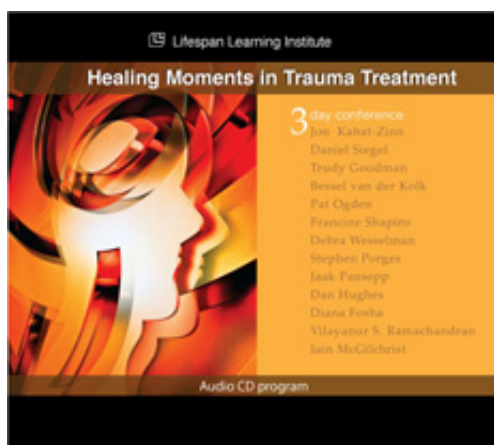 Lifespan Learning Institute
Healing Moments in Trauma Treatment
3 day conference
Jon Kabat-Zinn
Daniel Siegel
Trudy Goodman
Bessel van der Kolk
Pat Ogden
Francine Shapiro
Debra Wesselman
Stephen Porges
Jaak Pansepp
Dan Hughes
Diana Fosha
Vilayanur S. Ramachandran
Iain McGilchrist
Audio CD program